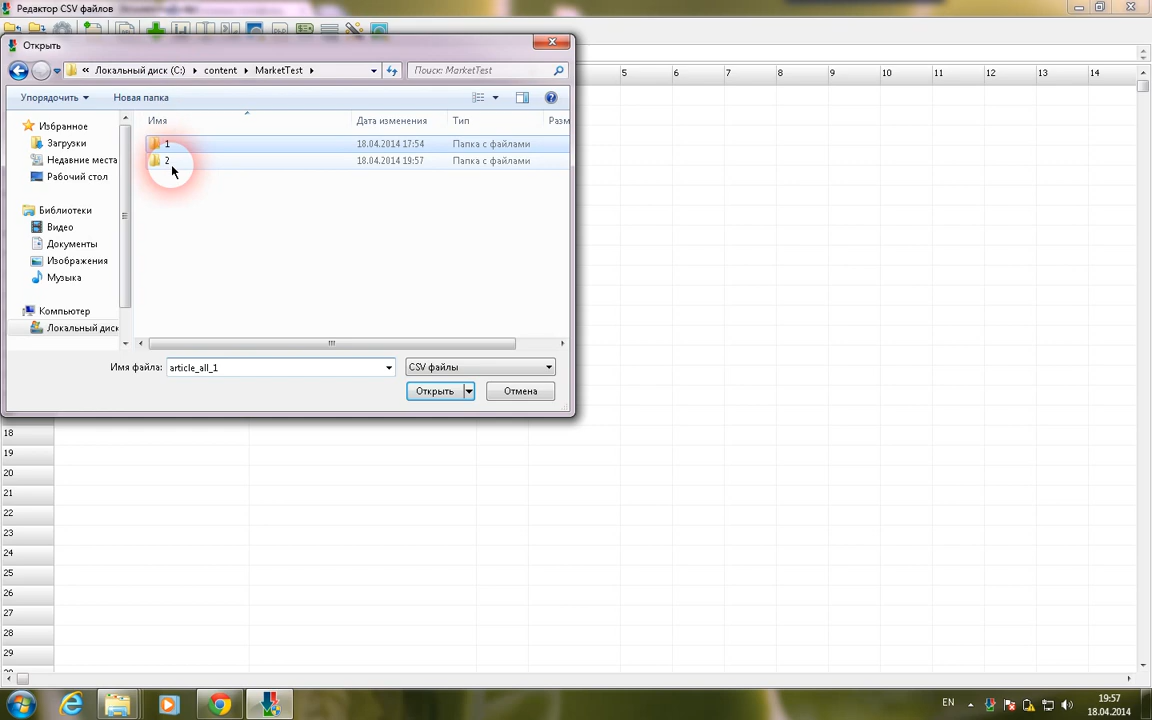 Редактор CSV файлов
Открыть
« Локальный диск (C:) content MarketTest
Поиск: MarketTest
Упорядочить Новая папка
Имя Дата изменения Тип Разм
Избранное
Загрузки
Недавние места
Рабочий стол
Библиотеки
Видео
Документы
Изображения
Музыка
Компьютер
Локальный диск
1 18.04.2014 17:54 Папка с файлами
2 18.04.2014 19:57 Папка с файлами
Имя файла: article_all_1 CSV файлы
Открыть Отмена
5 6 7 8 9 10 11 12 13 14
18
19
20
21
22
23
24
25
26
27
28
29
EN 19:57
18.04.2014